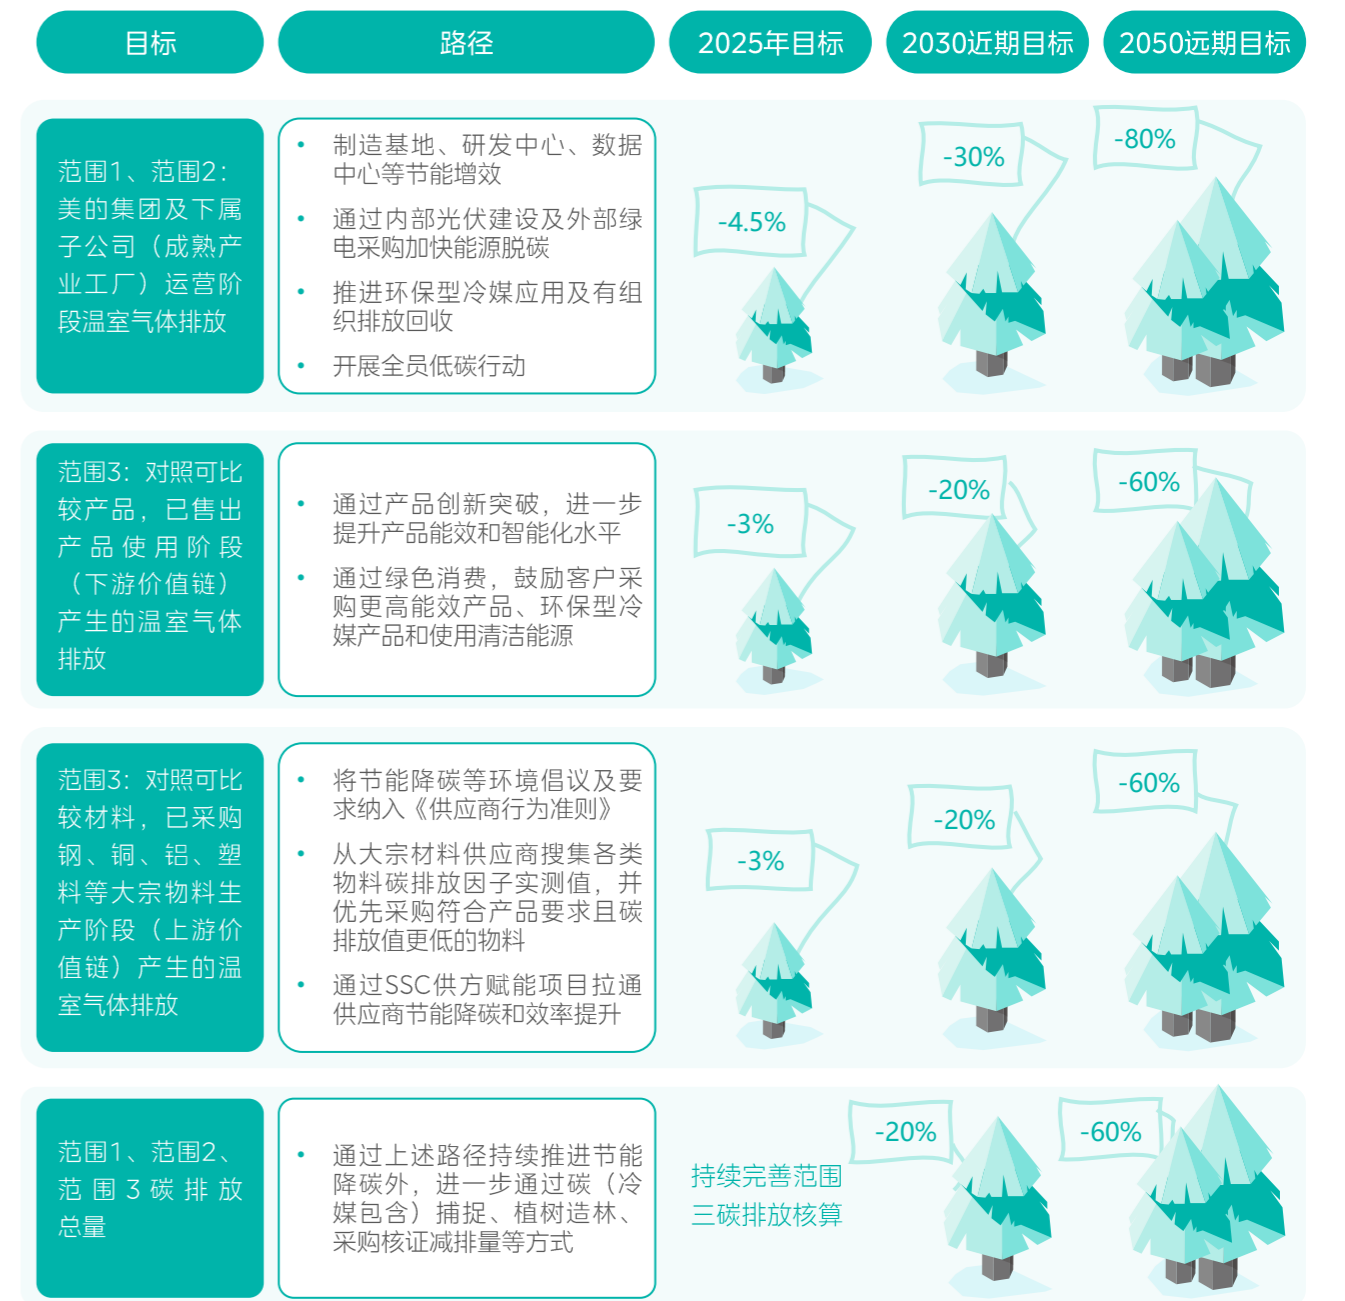 目标
路径
2025年目标
2030近期目标
2050远期目标
范围1、范围2：
美的集团及下属
子公司（成熟产
业工厂）运营阶
段温室气体排放
• 制造基地、研发中心、数据
中心等节能增效
• 通过内部光伏建设及外部绿
电采购加快能源脱碳
• 推进环保型冷媒应用及有组
织排放回收
• 开展全员低碳行动
-4.5%
-30%
-80%
范围3：对照可比
较产品，已售出
产品使用阶段
（下游价值链）
产生的温室气体
排放
• 通过产品创新突破，进一步
提升产品能效和智能化水平
• 通过绿色消费，鼓励客户采
购更高能效产品、环保型冷
媒产品和使用清洁能源
-3%
-20%
-60%
范围3：对照可比
较材料，已采购
钢、铜、铝、塑
料等大宗物料生
产阶段（上游价
值链）产生的温
室气体排放
• 将节能降碳等环境倡议及要
求纳入《供应商行为准则》
• 从大宗材料供应商搜集各类
物料碳排放因子实测值，并
优先采购符合产品要求且碳
排放值更低的物料
• 通过SSC供方赋能项目拉通
供应商节能降碳和效率提升
-3%
-20%
-60%
范围1、范围2、
范围3碳排放
总量
• 通过上述路径持续推进节能
降碳外，进一步通过碳（冷
媒包含）捕捉、植树造林、
采购核证减排量等方式
持续完善范围
三碳排放核算
-20%
-60%